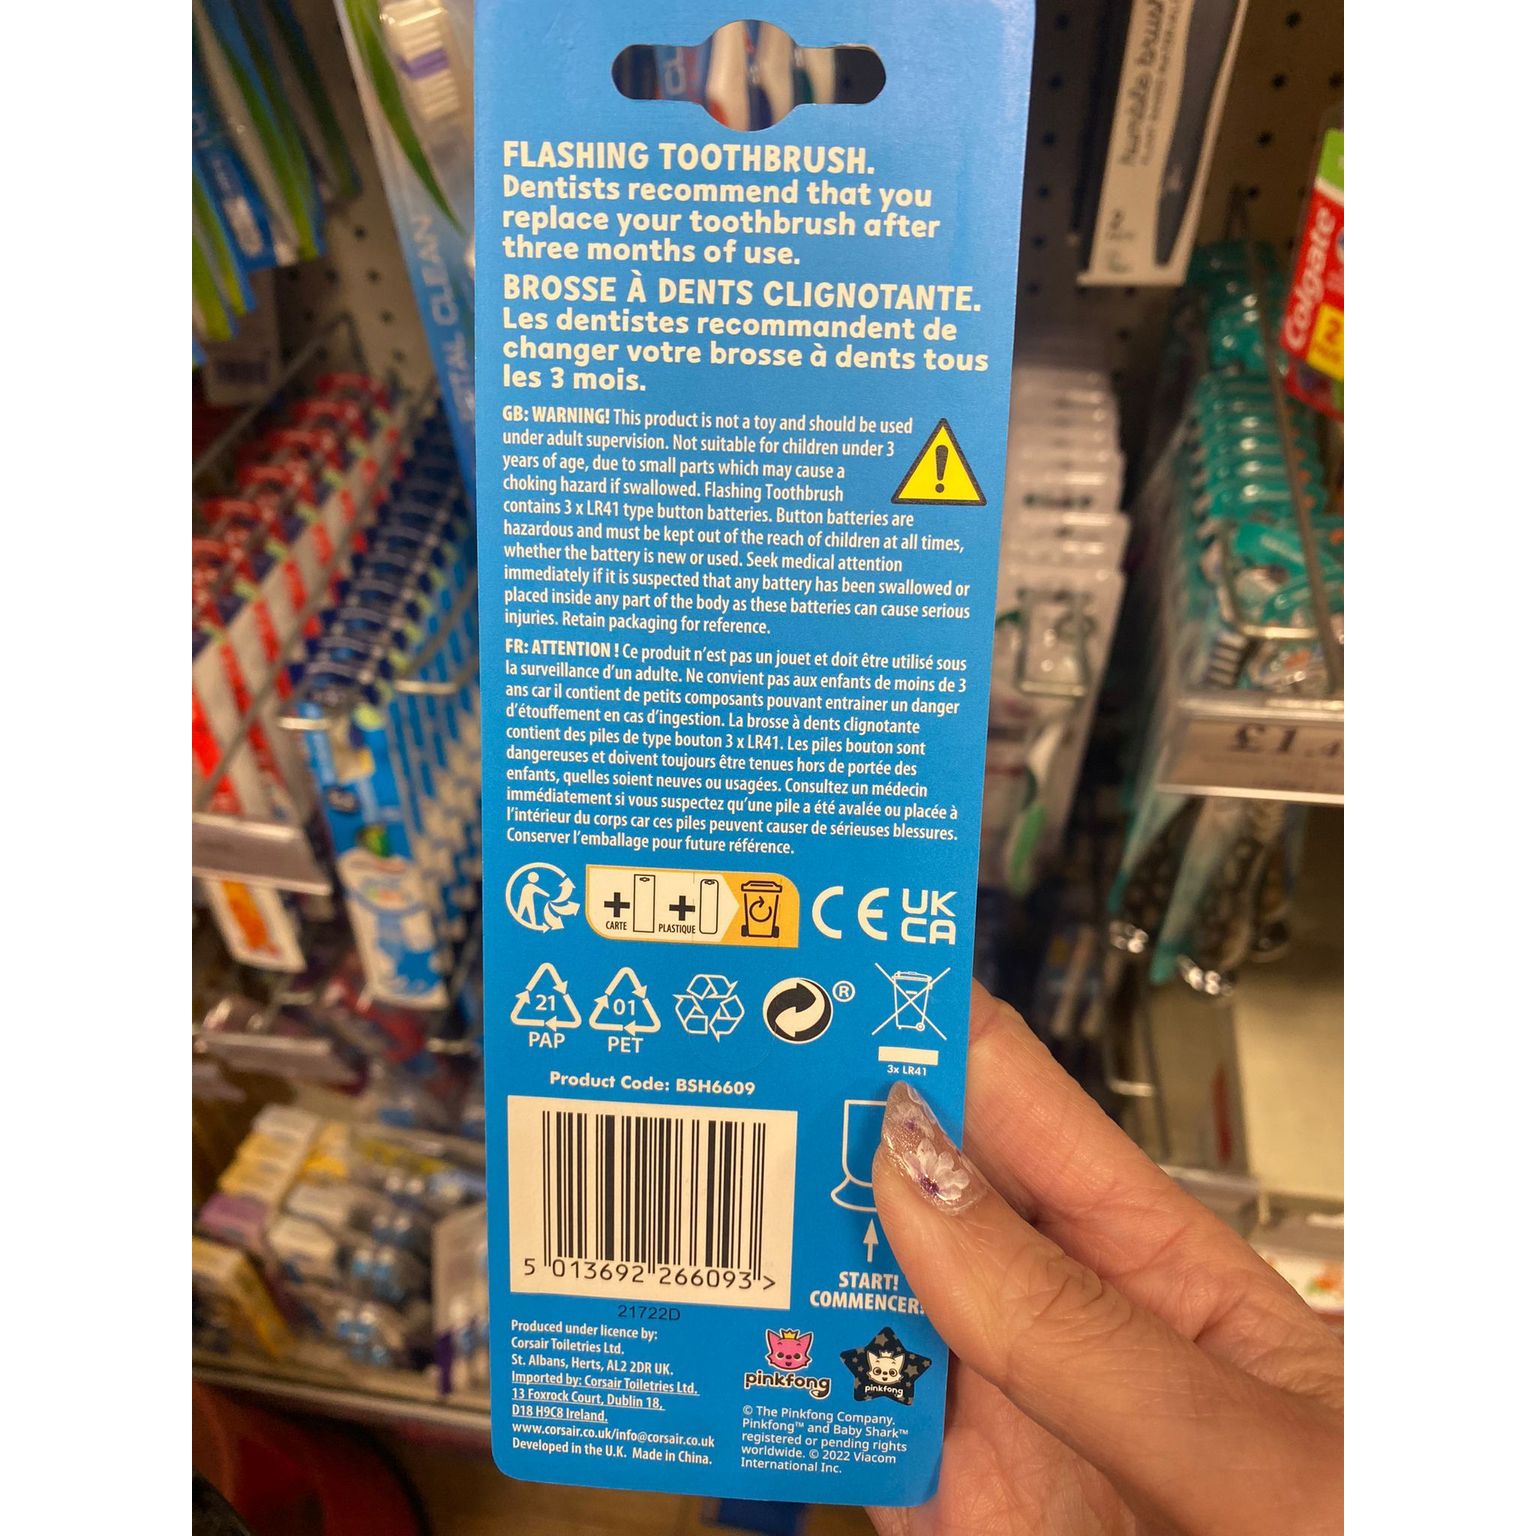 FLASHING TOOTHBRUSH.
Dentists recommend that you
replace your toothbrush after
three months of use.
BROSSE À DENTS CLIGNOTANTE.
Les dentistes recommandent de
changer votre brosse à dents tous
les 3 mois.
GB: WARNING! This product is not a toy and should be used
under adult supervision. Not suitable for children under 3
years of age, due to small parts which may cause a
choking hazard if swallowed. Flashing Toothbrush
contains 3 x LR41 type button batteries. Button batteries are
hazardous and must be kept out of the reach of children at all times,
whether the battery is new or used. Seek medical attention
immediately if it is suspected that any battery has been swallowed or
placed inside any part of the body as these batteries can cause serious
injuries. Retain packaging for reference.
FR: ATTENTION ! Ce produit n'est pas un jouet et doit être utilisé sous
la surveillance d'un adulte. Ne convient pas aux enfants de moins de 3
ans car il contient de petits composants pouvant entrainer un danger
d'étouffement en cas d'ingestion. La brosse à dents clignotante
contient des piles de type bouton 3 x LR41. Les piles bouton sont
dangereuses et doivent toujours être tenues hors de portée des
enfants, quelles soient neuves ou usagées. Consultez un médecin
immédiatement si vous suspectez qu'une pile a été avalée ou placée à
l'intérieur du corps car ces piles peuvent causer de sérieuses blessures.
Conserver l'emballage pour future référence.
+ CARTE + PLASTIQUE
CE UK
CA
21 01 ®
PAP PET
3x LR41
Product Code: BSH6609
5 013692 266093 >
START!
COMMENCER!
21722D
Produced under licence by:
Corsair Toiletries Ltd.
St. Albans, Herts, AL2 2DR UK.
Imported by: Corsair Toiletries Ltd.
13 Foxrock Court, Dublin 18,
D18 H9C8 Ireland.
www.corsair.co.uk/info@corsair.co.uk
Developed in the U.K. Made in China.
pinkfong
pinkfong
© The Pinkfong Company.
Pinkfong™ and Baby Shark™
registered or pending rights
worldwide. © 2022 Viacom
International Inc.
CLEAN
Humble brush
Colgate
2
£1.4